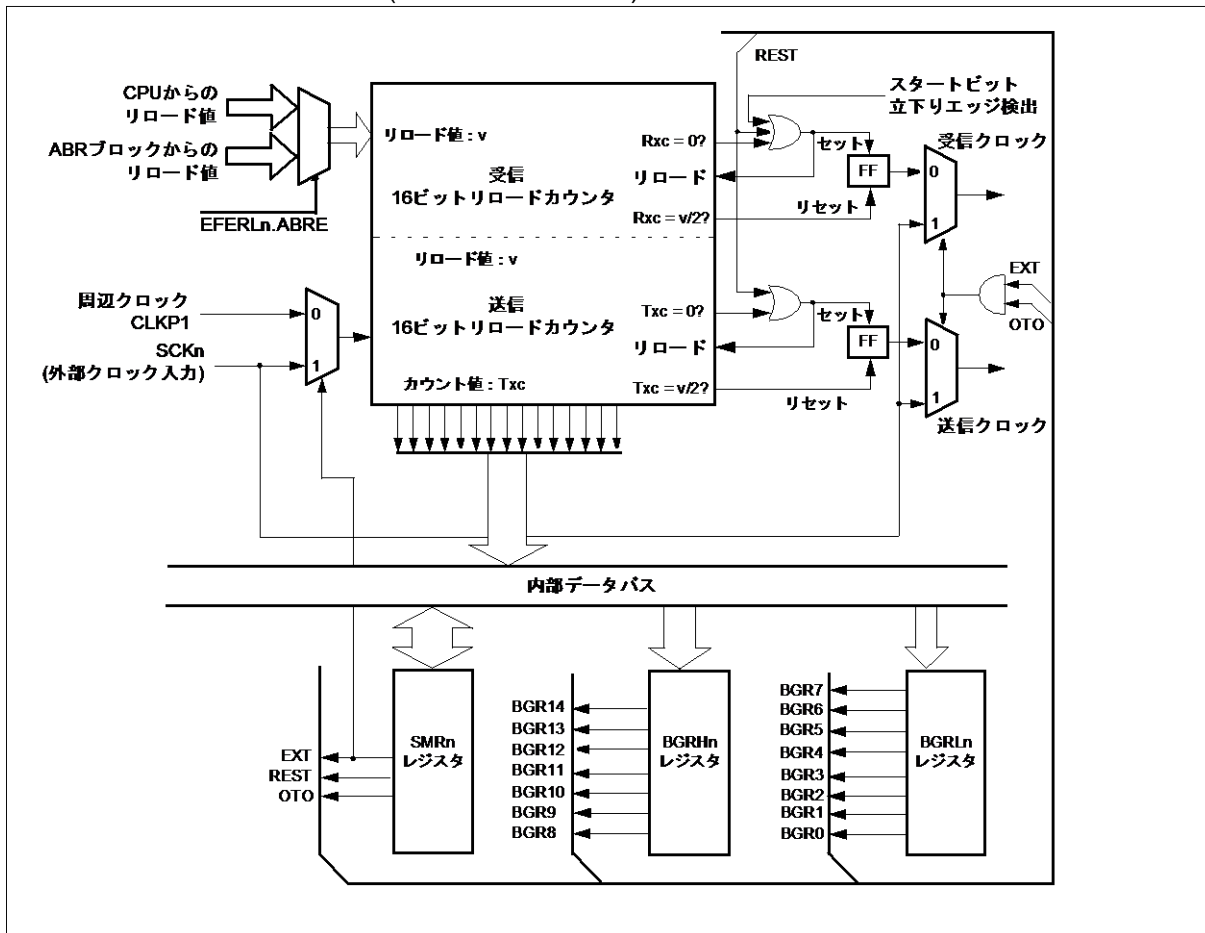 REST
CPUからの
リロード値
ABRブロックからの
リロード値
EFERLn.ABRE
リロード値 : v
受信
16ビットリロードカウンタ
Rxc = 0?
リロード
Rxc = v/2?
リロード値 : v
送信
16ビットリロードカウンタ
Txc = 0?
リロード
Txc = v/2?
カウント値 : Txc
スタートビット
立下りエッジ検出
セット
FF
リセット
受信クロック
0
1
EXT
OTO
セット
FF
リセット
0
1
送信クロック
周辺クロック
CLKP1
SCKn
(外部クロック入力)
0
1
内部データバス
EXT
REST
OTO
SMRn
レジスタ
BGR14
BGR13
BGR12
BGR11
BGR10
BGR9
BGR8
BGRHn
レジスタ
BGR7
BGR6
BGR5
BGR4
BGR3
BGR2
BGR1
BGR0
BGRLn
レジスタ